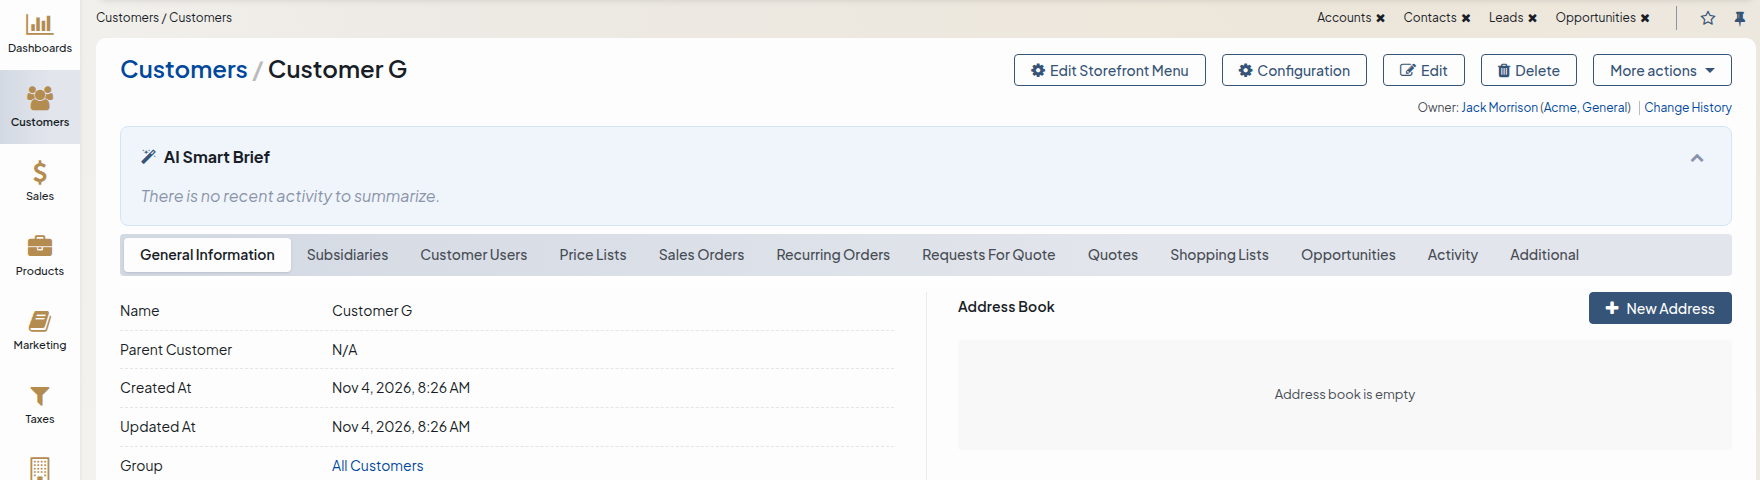 Dashboards
Customers
Sales
Products
Marketing
Taxes
Customers / Customers
Accounts ✖ Contacts ✖ Leads ✖ Opportunities ✖
Customers / Customer G
Edit Storefront Menu Configuration Edit Delete More actions
Owner: Jack Morrison (Acme, General) | Change History
AI Smart Brief
There is no recent activity to summarize.
General Information Subsidiaries Customer Users Price Lists Sales Orders Recurring Orders Requests For Quote Quotes Shopping Lists Opportunities Activity Additional
Name Customer G
Parent Customer N/A
Created At Nov 4, 2026, 8:26 AM
Updated At Nov 4, 2026, 8:26 AM
Group All Customers
Address Book
+ New Address
Address book is empty